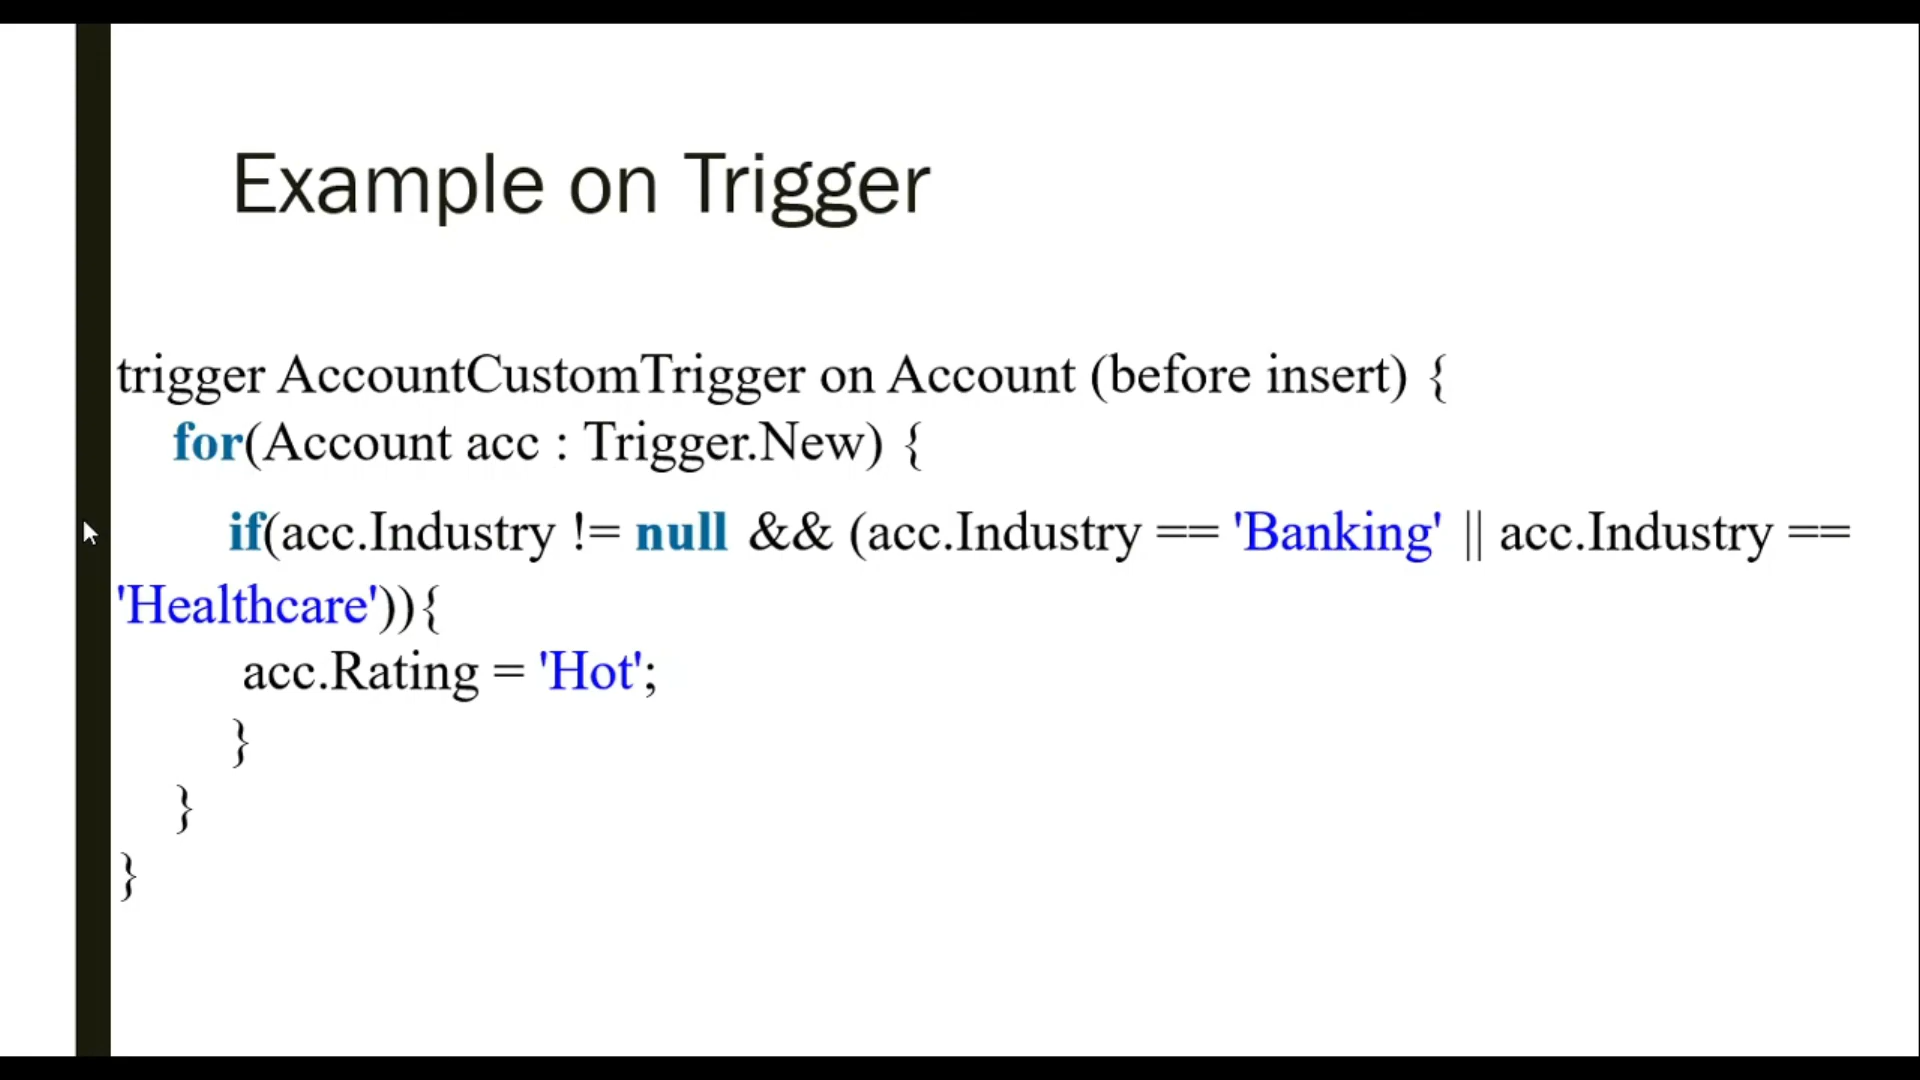 Example on Trigger
trigger AccountCustomTrigger on Account (before insert) {
for(Account acc : Trigger.New) {
if(acc.Industry != null && (acc.Industry == 'Banking' || acc.Industry ==
'Healthcare')){
acc.Rating = 'Hot';
}
}
}